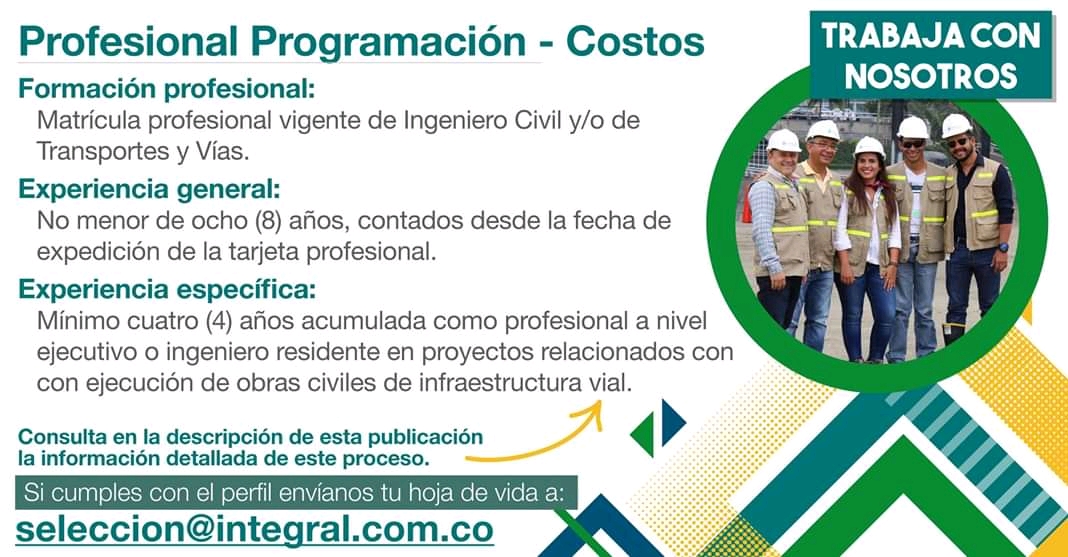 Profesional Programación - Costos
TRABAJA CON
NOSOTROS
Formación profesional:
Matrícula profesional vigente de Ingeniero Civil y/o de
Transportes y Vías.
Experiencia general:
No menor de ocho (8) años, contados desde la fecha de
expedición de la tarjeta profesional.
Experiencia específica:
Mínimo cuatro (4) años acumulada como profesional a nivel
ejecutivo o ingeniero residente en proyectos relacionados con
con ejecución de obras civiles de infraestructura vial.
Consulta en la descripción de esta publicación
la información detallada de este proceso.
Si cumples con el perfil envíanos tu hoja de vida a:
seleccion@integral.com.co